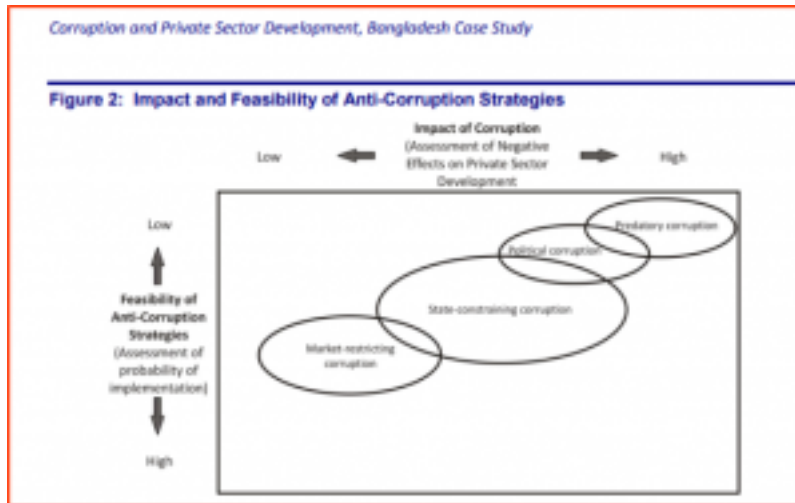 Corruption and Private Sector Development, Bangladesh Case Study
Figure 2: Impact and Feasibility of Anti-Corruption Strategies
Impact of Corruption
Low
(Assessment of Negative
High
Effects on Private Sector
Development
Low
Predatory corruption
Political corruption
Feasibility of
Anti-Corruption
State-constraining corruption
Strategies
(Assessment of
Market-restricting
probability of
corruption
implementation)
High